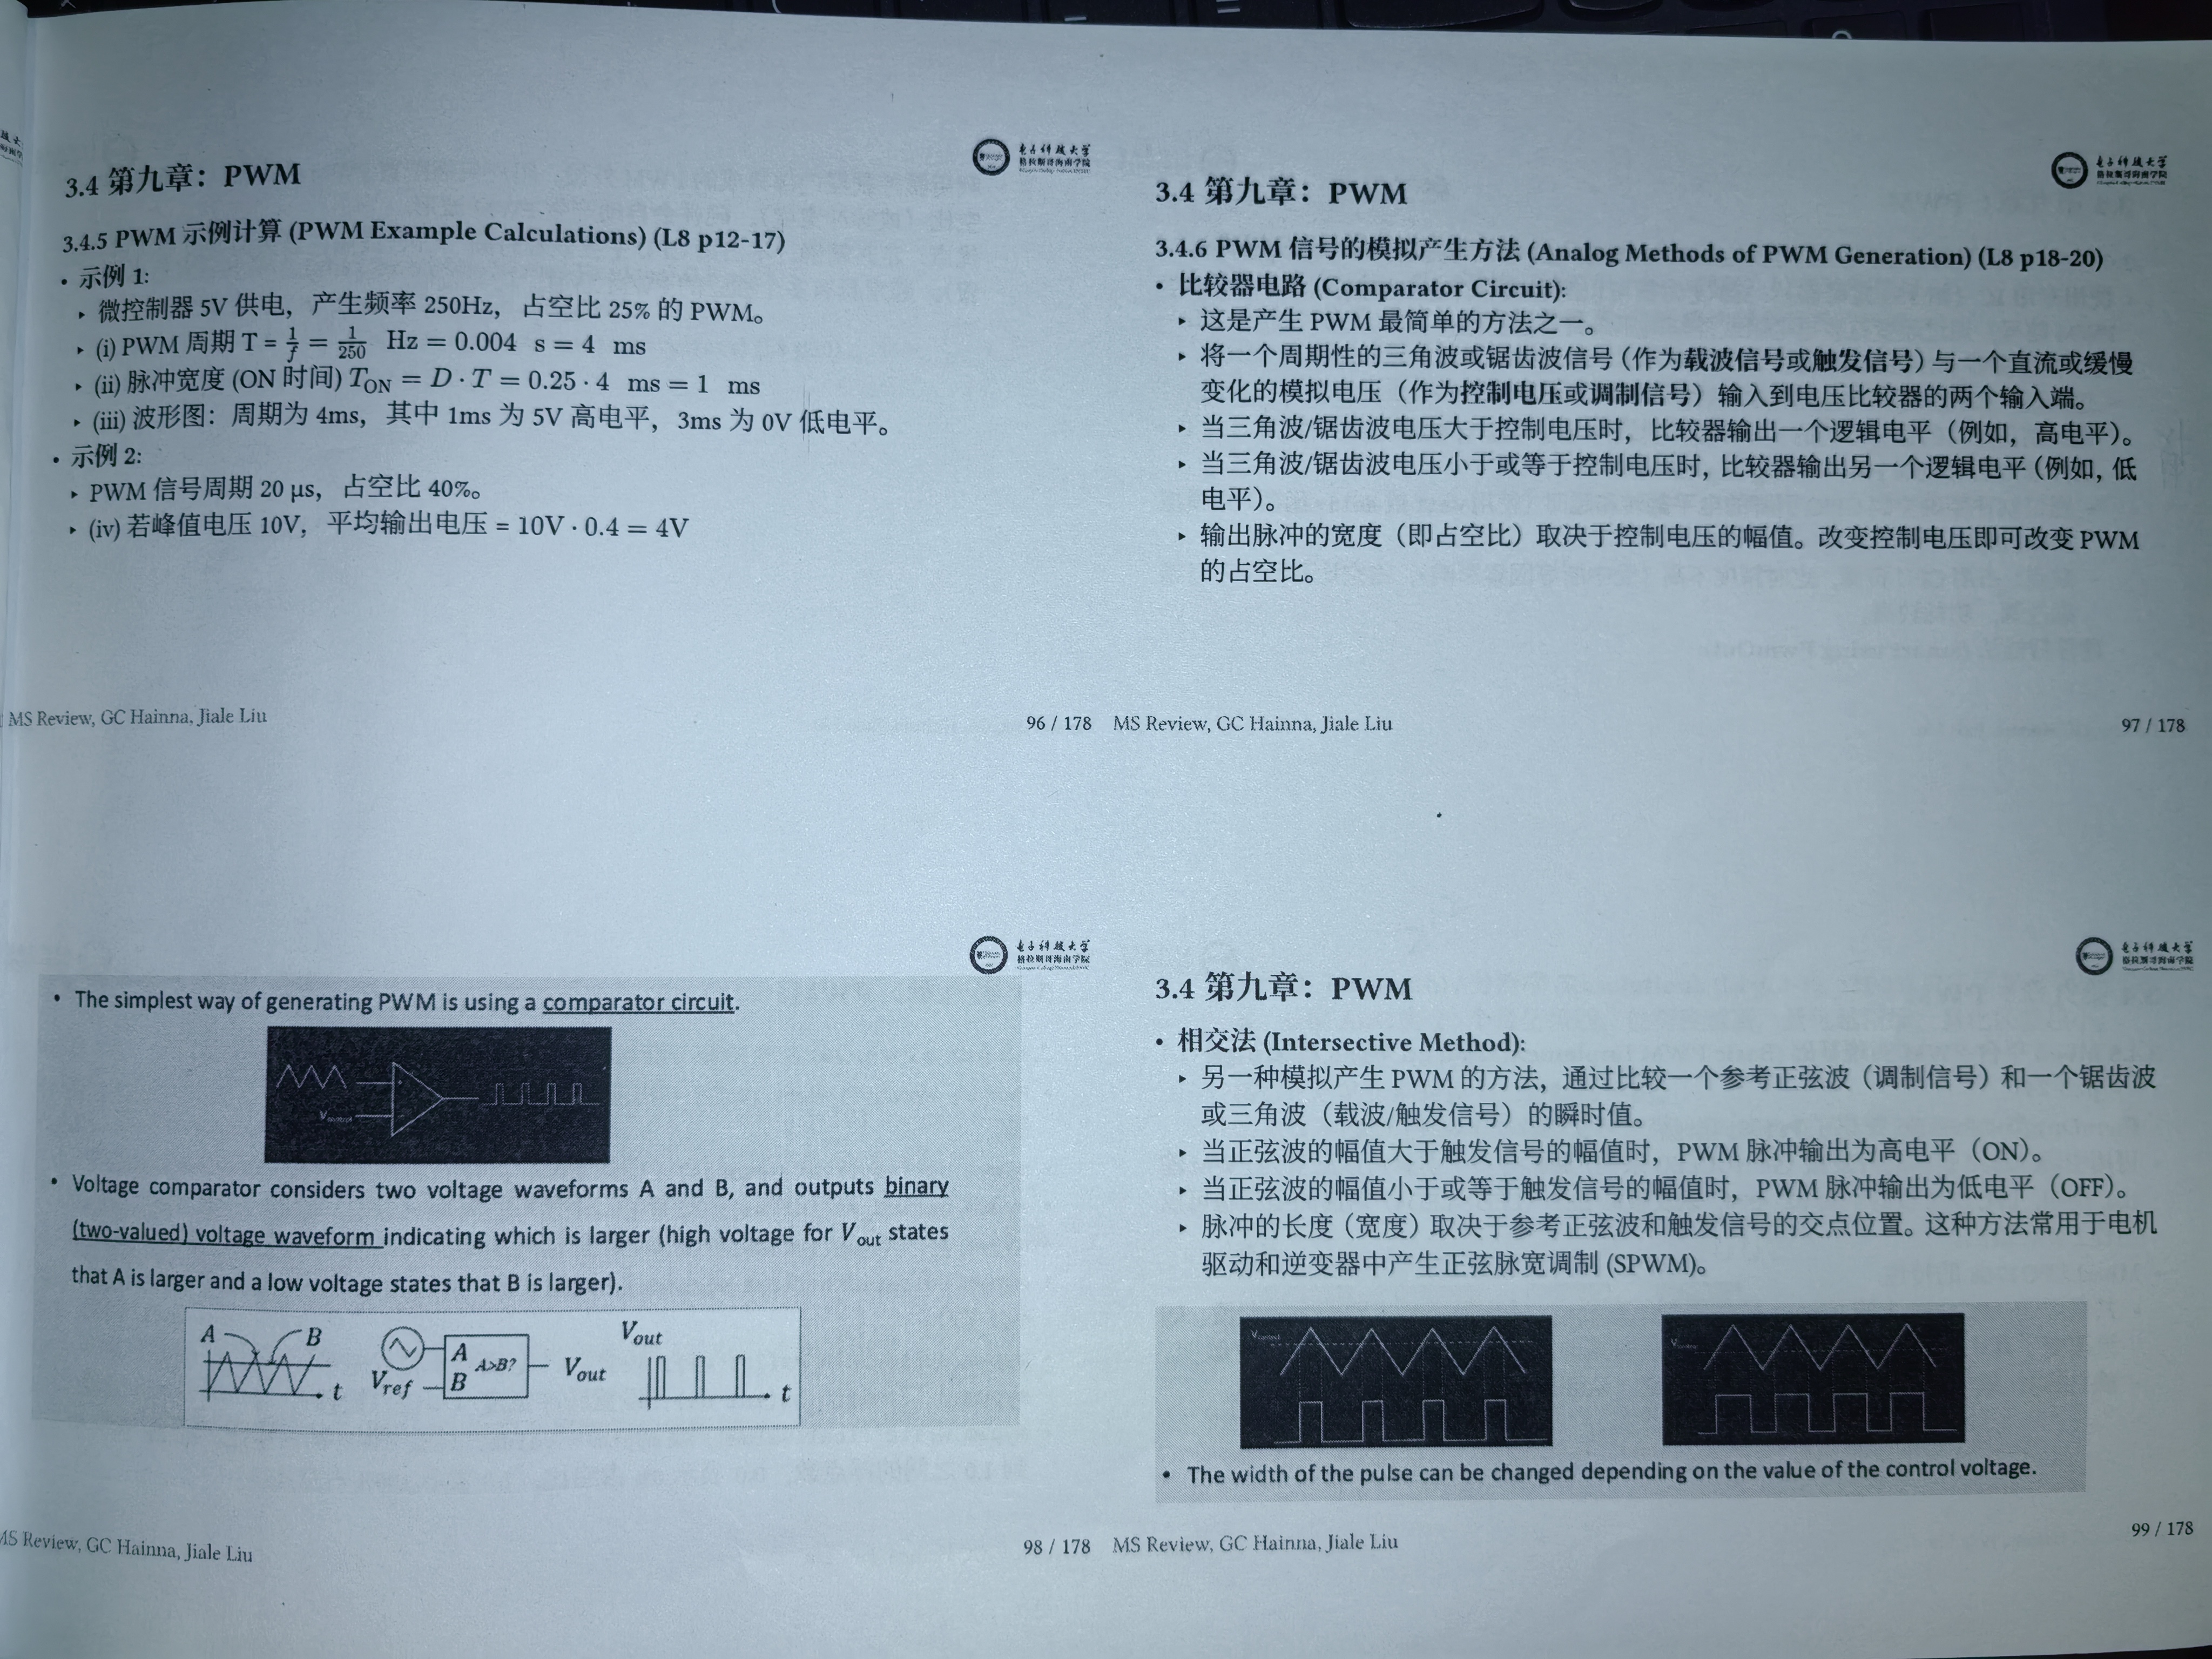 电子科技大学
格拉斯哥海南学院
3.4 第九章：PWM
3.4.5 PWM 示例计算 (PWM Example Calculations) (L8 p12-17)
• 示例 1:
‣ 微控制器 5V 供电，产生频率 250Hz，占空比 25% 的 PWM。
‣ (i) PWM 周期 T = 1/f = 1/250 Hz = 0.004 s = 4 ms
‣ (ii) 脉冲宽度 (ON 时间) T_ON = D · T = 0.25 · 4 ms = 1 ms
‣ (iii) 波形图：周期为 4ms，其中 1ms 为 5V 高电平，3ms 为 0V 低电平。
• 示例 2:
‣ PWM 信号周期 20 μs，占空比 40%。
‣ (iv) 若峰值电压 10V，平均输出电压 = 10V · 0.4 = 4V
MS Review, GC Hainna, Jiale Liu
96 / 178
电子科技大学
格拉斯哥海南学院
3.4 第九章：PWM
3.4.6 PWM 信号的模拟产生方法 (Analog Methods of PWM Generation) (L8 p18-20)
• 比较器电路 (Comparator Circuit):
‣ 这是产生 PWM 最简单的方法之一。
‣ 将一个周期性的三角波或锯齿波信号（作为载波信号或触发信号）与一个直流或缓慢
变化的模拟电压（作为控制电压或调制信号）输入到电压比较器的两个输入端。
‣ 当三角波/锯齿波电压大于控制电压时，比较器输出一个逻辑电平（例如，高电平）。
‣ 当三角波/锯齿波电压小于或等于控制电压时，比较器输出另一个逻辑电平（例如，低
电平）。
‣ 输出脉冲的宽度（即占空比）取决于控制电压的幅值。改变控制电压即可改变 PWM
的占空比。
MS Review, GC Hainna, Jiale Liu
97 / 178
电子科技大学
格拉斯哥海南学院
• The simplest way of generating PWM is using a comparator circuit.
Vcontrol
• Voltage comparator considers two voltage waveforms A and B, and outputs binary
(two-valued) voltage waveform indicating which is larger (high voltage for Vout states
that A is larger and a low voltage states that B is larger).
A B t Vref A B A>B? Vout Vout t
MS Review, GC Hainna, Jiale Liu
98 / 178
电子科技大学
格拉斯哥海南学院
3.4 第九章：PWM
• 相交法 (Intersective Method):
‣ 另一种模拟产生 PWM 的方法，通过比较一个参考正弦波（调制信号）和一个锯齿波
或三角波（载波/触发信号）的瞬时值。
‣ 当正弦波的幅值大于触发信号的幅值时，PWM 脉冲输出为高电平（ON）。
‣ 当正弦波的幅值小于或等于触发信号的幅值时，PWM 脉冲输出为低电平（OFF）。
‣ 脉冲的长度（宽度）取决于参考正弦波和触发信号的交点位置。这种方法常用于电机
驱动和逆变器中产生正弦脉宽调制 (SPWM)。
Vcontrol
• The width of the pulse can be changed depending on the value of the control voltage.
MS Review, GC Hainna, Jiale Liu
99 / 178